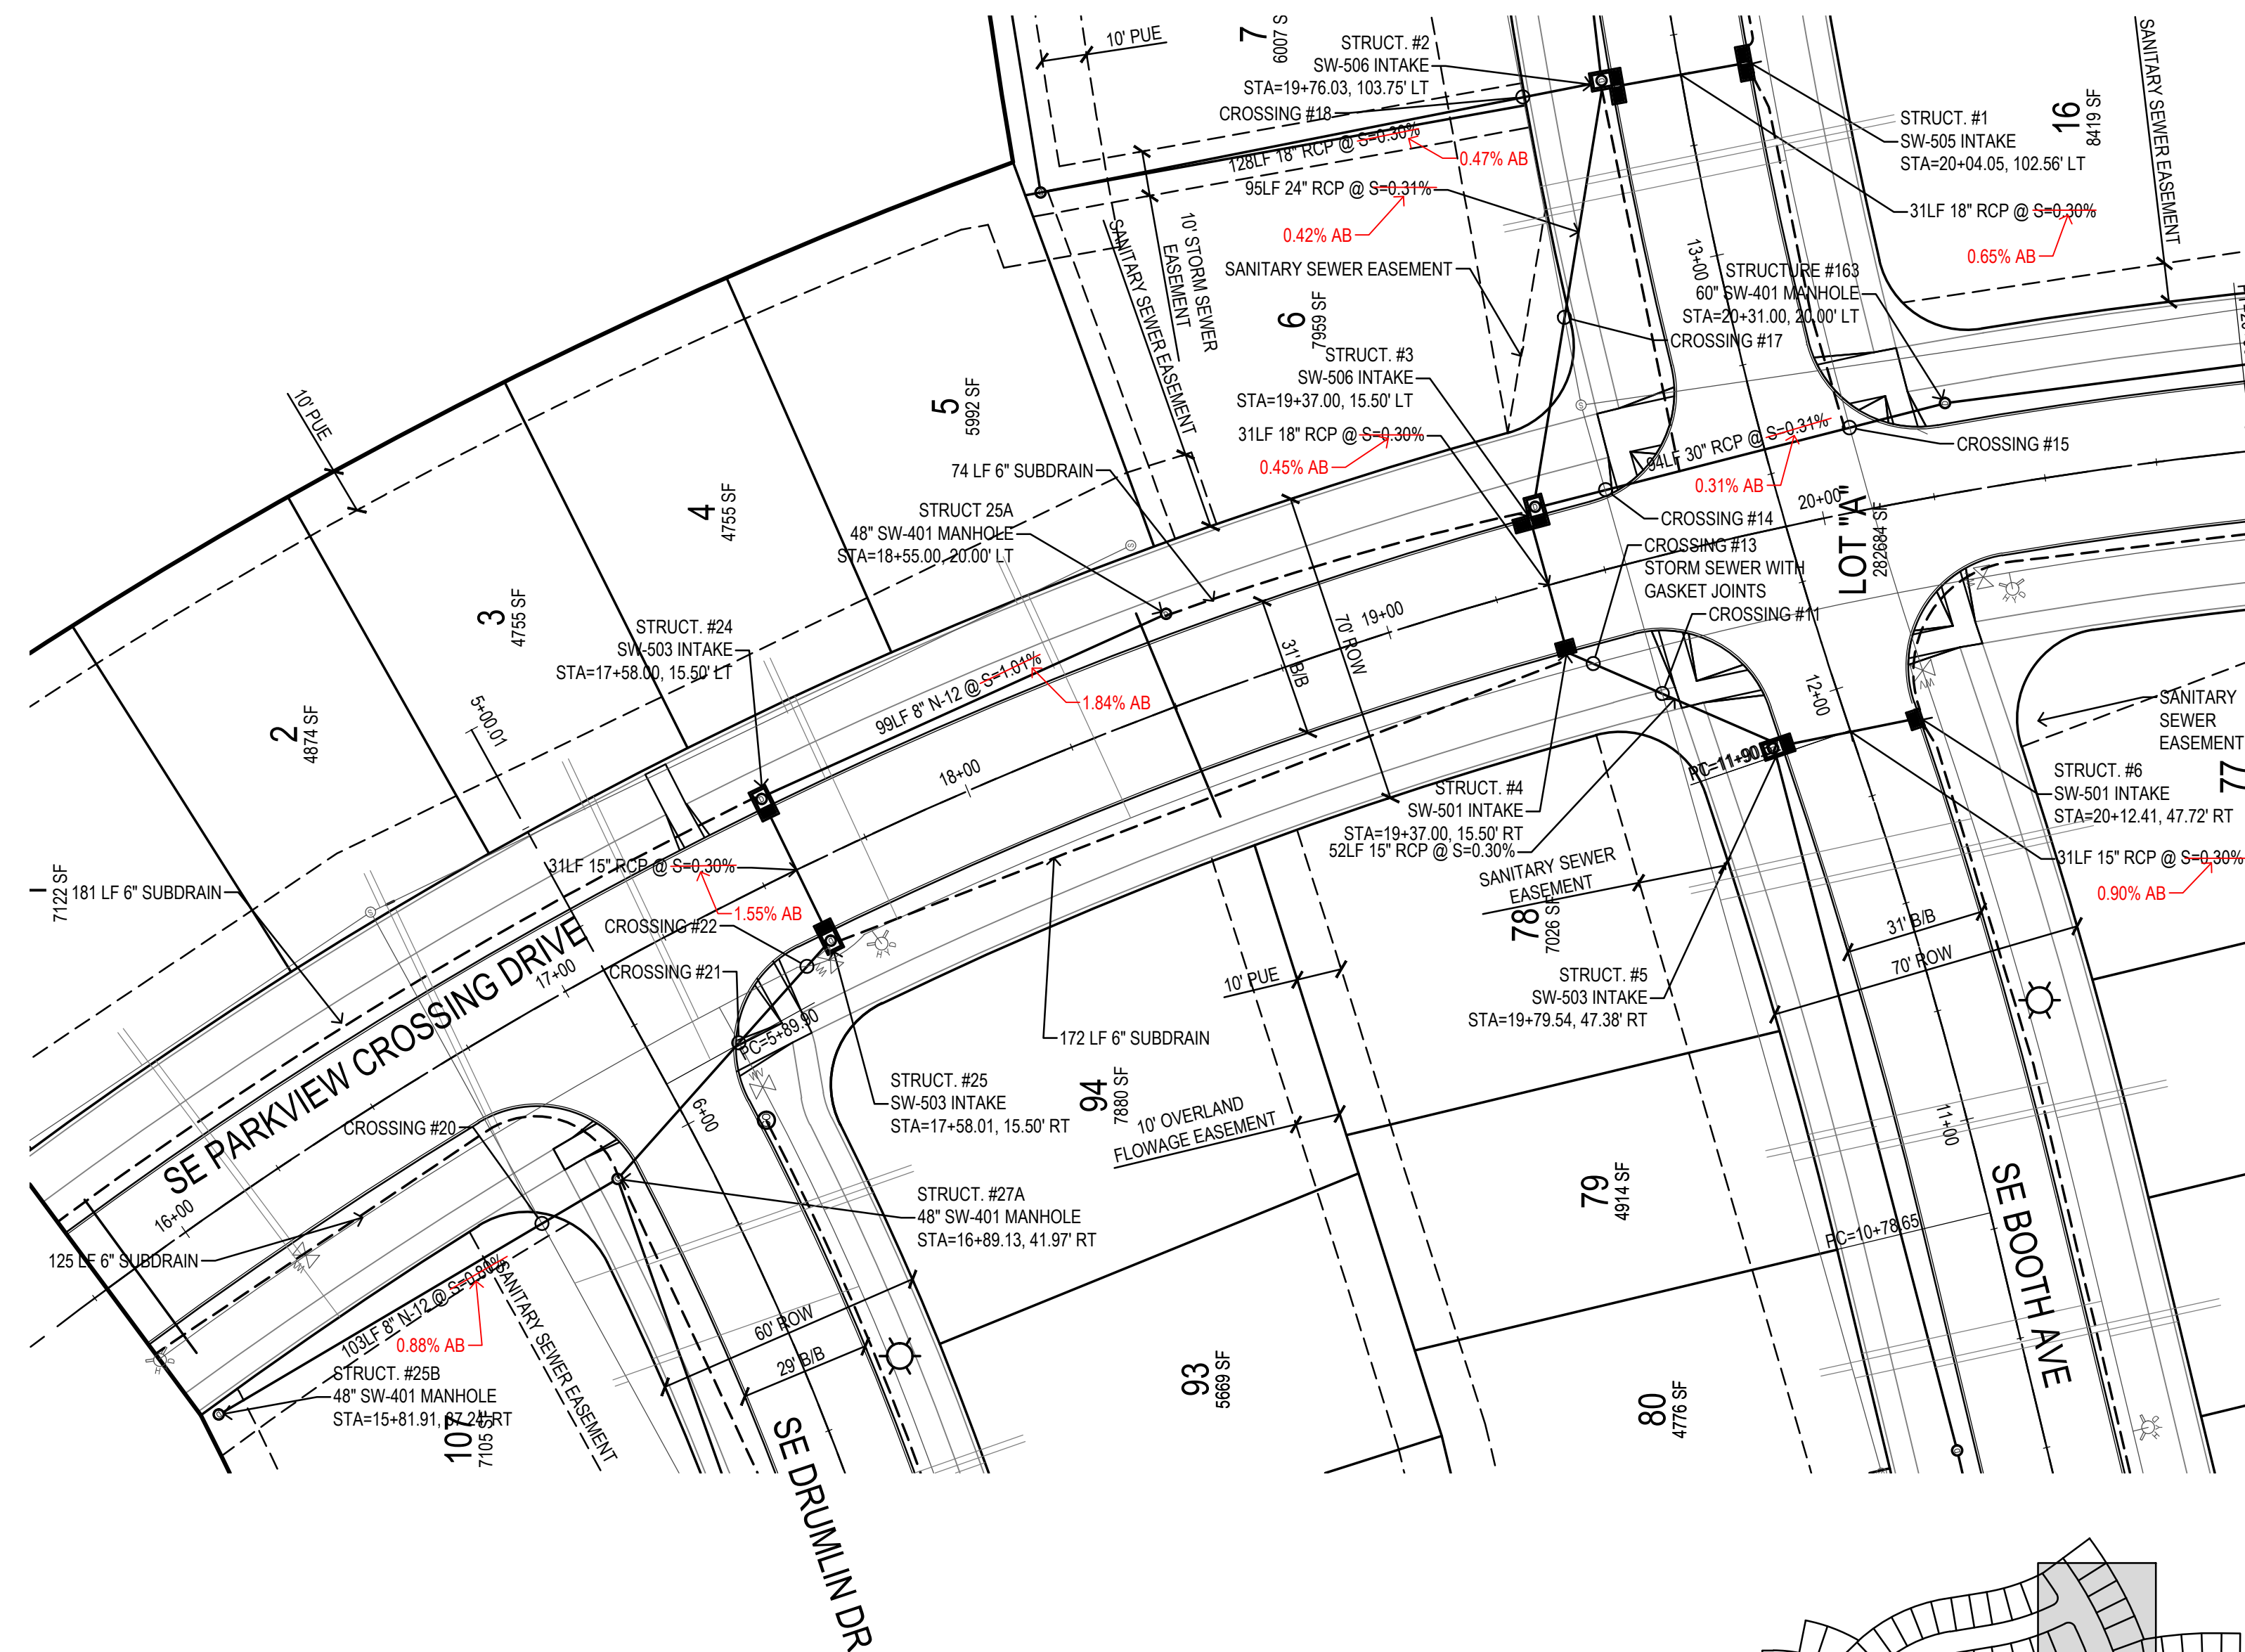 10' PUE
7
6007 S
STRUCT. #2
SW-506 INTAKE
STA=19+76.03, 103.75' LT
CROSSING #18
128LF 18" RCP @ S=0.30%
0.47% AB
95LF 24" RCP @ S=0.31%
0.42% AB
SANITARY SEWER EASEMENT
SANITARY SEWER EASEMENT
10' STORM SEWER
EASEMENT
SANITARY SEWER EASEMENT
16
8419 SF
STRUCT. #1
SW-505 INTAKE
STA=20+04.05, 102.56' LT
31LF 18" RCP @ S=0.30%
0.65% AB
13+00
STRUCTURE #163
60" SW-401 MANHOLE
STA=20+31.00, 20.00' LT
CROSSING #17
6
7959 SF
STRUCT. #3
SW-506 INTAKE
STA=19+37.00, 15.50' LT
31LF 18" RCP @ S=0.30%
0.45% AB
94LF 30" RCP @ S=0.31%
0.31% AB
CROSSING #15
20+00
LOT "A"
282684 SF
CROSSING #14
CROSSING #13
STORM SEWER WITH
GASKET JOINTS
CROSSING #11
10' PUE
5
5992 SF
4
4755 SF
3
4755 SF
2
4874 SF
7122 SF
74 LF 6" SUBDRAIN
STRUCT 25A
48" SW-401 MANHOLE
STA=18+55.00, 20.00' LT
STRUCT. #24
SW-503 INTAKE
STA=17+58.00, 15.50' LT
99LF 8" N-12 @ S=1.01%
1.84% AB
5+00.01
19+00
31' B/B
70' ROW
18+00
12+00
PC=11+90.
SANITARY
SEWER
EASEMENT
77
STRUCT. #4
SW-501 INTAKE
STA=19+37.00, 15.50' RT
52LF 15" RCP @ S=0.30%
STRUCT. #6
SW-501 INTAKE
STA=20+12.41, 47.72' RT
31LF 15" RCP @ S=0.30%
0.90% AB
31LF 15" RCP @ S=0.30%
1.55% AB
181 LF 6" SUBDRAIN
CROSSING #22
CROSSING #21
17+00
SE PARKVIEW CROSSING DRIVE
SANITARY SEWER
EASEMENT
78
7026 SF
31' B/B
70' ROW
10' PUE
STRUCT. #5
SW-503 INTAKE
STA=19+79.54, 47.38' RT
PC=5+89.90
172 LF 6" SUBDRAIN
STRUCT. #25
SW-503 INTAKE
STA=17+58.01, 15.50' RT
94
7880 SF
10' OVERLAND
FLOWAGE EASEMENT
6+00
11+00
CROSSING #20
STRUCT. #27A
48" SW-401 MANHOLE
STA=16+89.13, 41.97' RT
79
4914 SF
SE BOOTH AVE
PC=10+78.65
16+00
125 LF 6" SUBDRAIN
103LF 8" N-12 @ S=0.80%
0.88% AB
SANITARY SEWER EASEMENT
60' ROW
29' B/B
STRUCT. #25B
48" SW-401 MANHOLE
STA=15+81.91, 37.24' RT
107
7105 SF
93
5669 SF
80
4776 SF
SE DRUMLIN DR